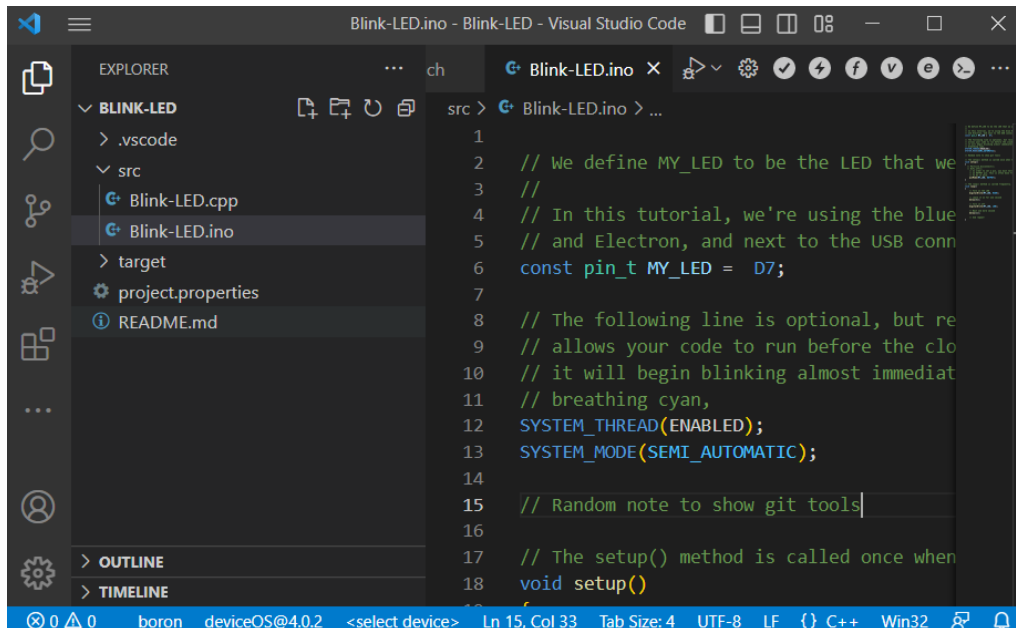 Blink-LED.ino - Blink-LED - Visual Studio Code
EXPLORER
BLINK-LED
.vscode
src
Blink-LED.cpp
Blink-LED.ino
target
project.properties
README.md
OUTLINE
TIMELINE
ch
Blink-LED.ino
src > Blink-LED.ino > ...
1
2 // We define MY_LED to be the LED that we
3 //
4 // In this tutorial, we're using the blue
5 // and Electron, and next to the USB conn
6 const pin_t MY_LED = D7;
7
8 // The following line is optional, but re
9 // allows your code to run before the clo
10 // it will begin blinking almost immediat
11 // breathing cyan,
12 SYSTEM_THREAD(ENABLED);
13 SYSTEM_MODE(SEMI_AUTOMATIC);
14
15 // Random note to show git tools
16
17 // The setup() method is called once when
18 void setup()
0 0 boron deviceOS@4.0.2 <select device> Ln 15, Col 33 Tab Size: 4 UTF-8 LF {} C++ Win32